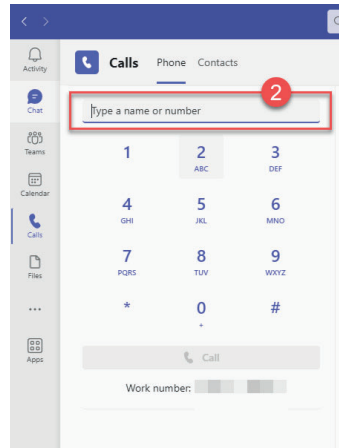 Activity
Chat
Teams
Calendar
Calls
Files
...
Apps
Calls Phone Contacts
2
Type a name or number
1 2 3
ABC DEF
4 5 6
GHI JKL MNO
7 8 9
PQRS TUV WXYZ
* 0 #
+
Call
Work number: